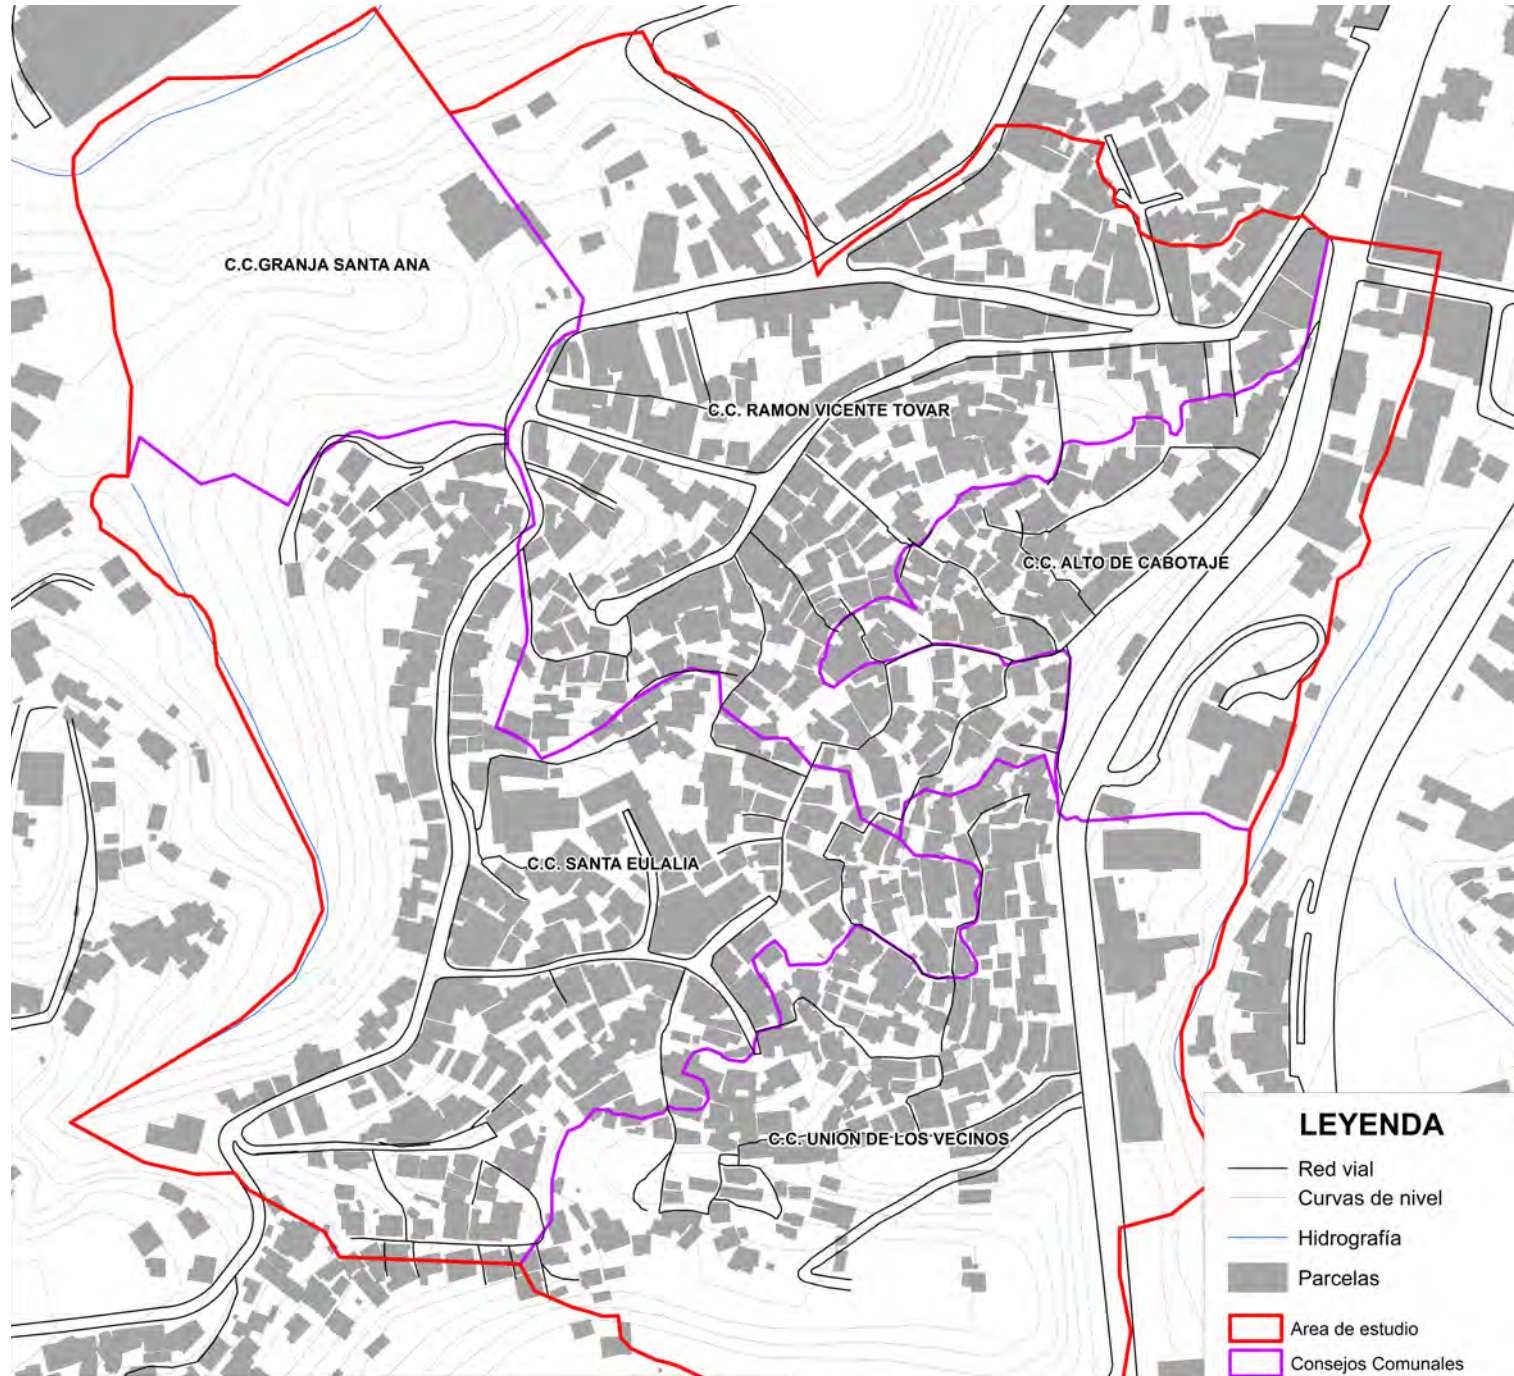 C.C.GRANJA SANTA ANA
C.C. RAMON VICENTE TOVAR
C.C. ALTO DE CABOTAJE
C.C. SANTA EULALIA
C.C. UNION DE LOS VECINOS
LEYENDA
Red vial
Curvas de nivel
Hidrografía
Parcelas
Area de estudio
Consejos Comunales